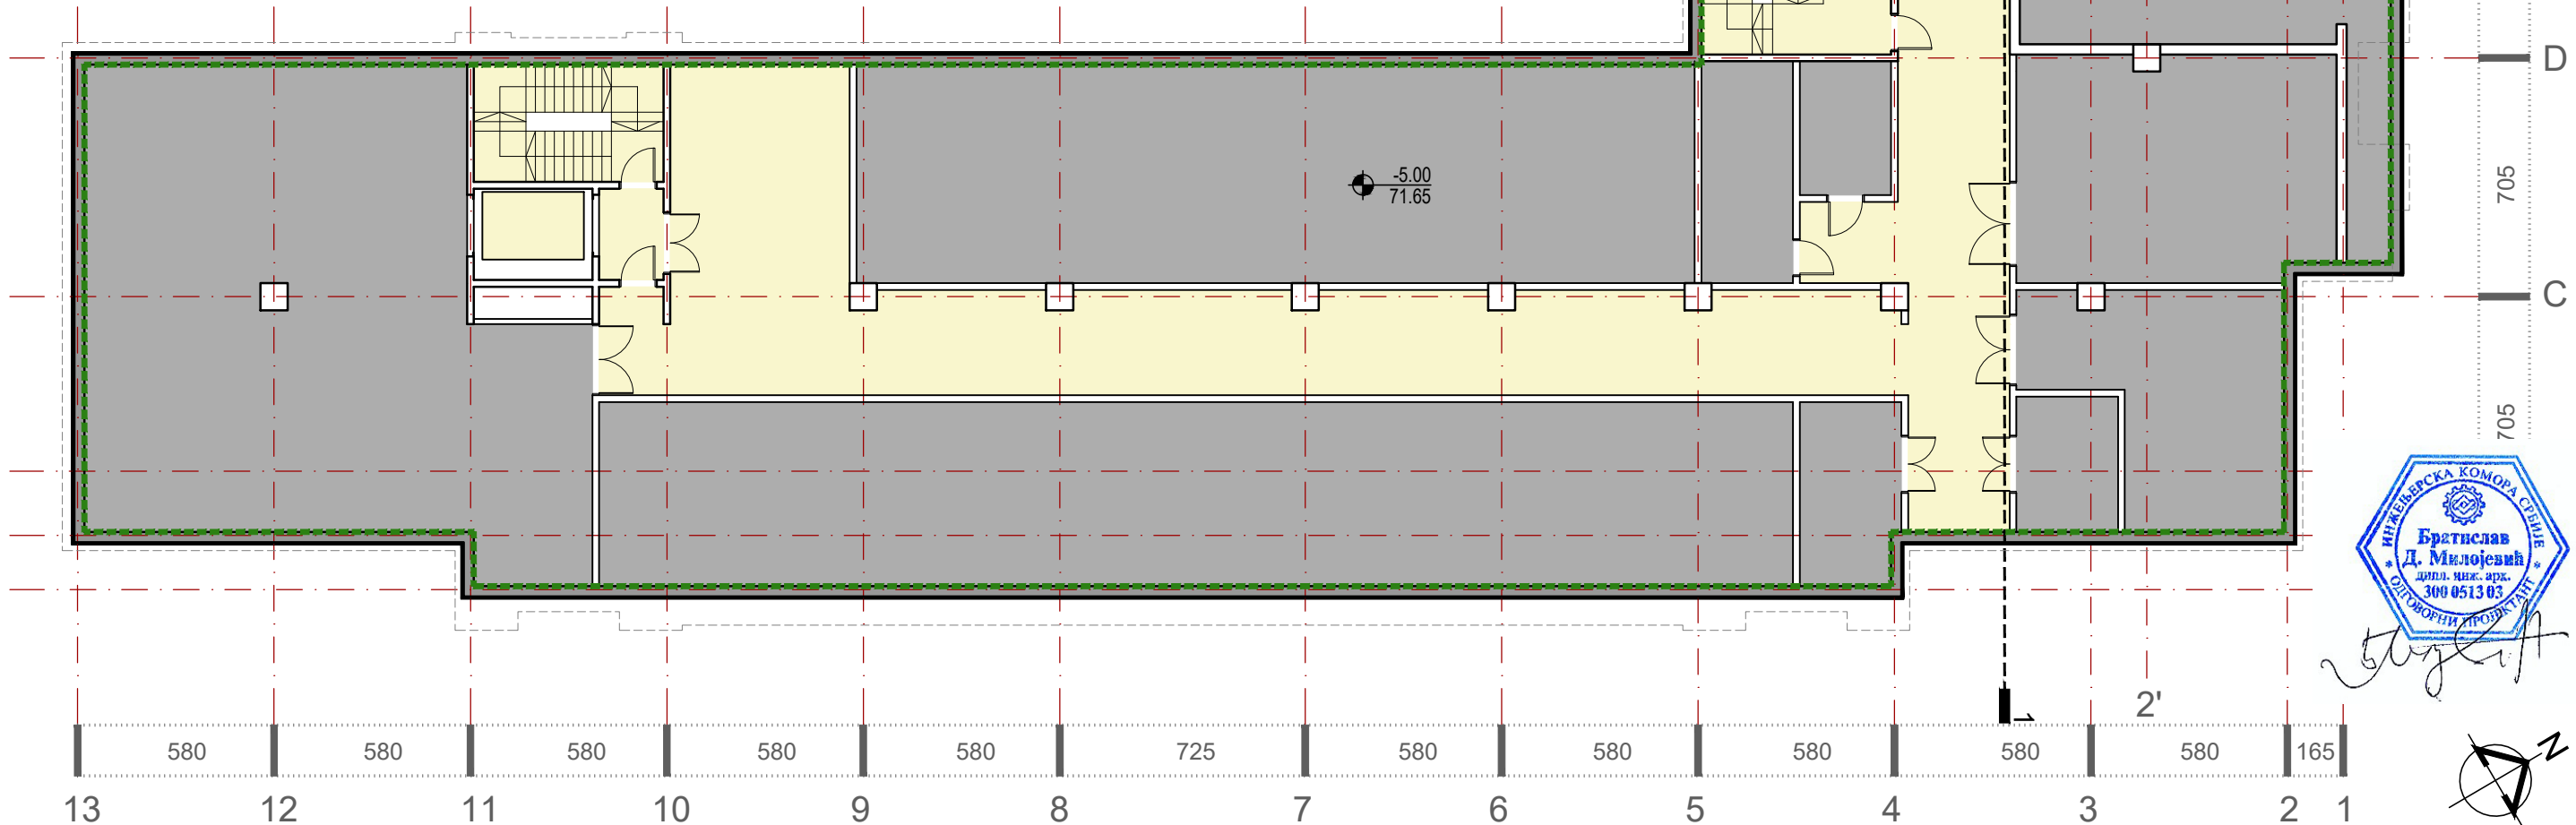 D
-5.00
71.65
705
C
705
ИНЖЕЊЕРСКА КОМОРА СРБИЈЕ
Братислав
Д. Милојевић
дипл. инж. арх.
300 0513 03
ОДГОВОРНИ ПРОЈЕКТАНТ
2'
1
580 580 580 580 580 725 580 580 580 580 580 165
N
13 12 11 10 9 8 7 6 5 4 3 2 1